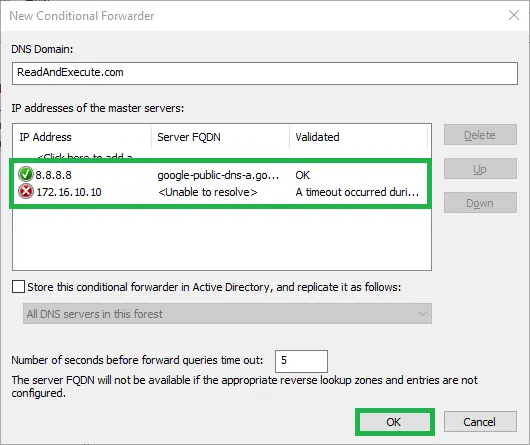 New Conditional Forwarder
DNS Domain:
ReadAndExecute.com
IP addresses of the master servers:
IP Address Server FQDN Validated
<Click here to add a
8.8.8.8 google-public-dns-a.go... OK
172.16.10.10 <Unable to resolve> A timeout occurred duri...
Delete
Up
Down
Store this conditional forwarder in Active Directory, and replicate it as follows:
All DNS servers in this forest
Number of seconds before forward queries time out: 5
The server FQDN will not be available if the appropriate reverse lookup zones and entries are not
configured.
OK Cancel